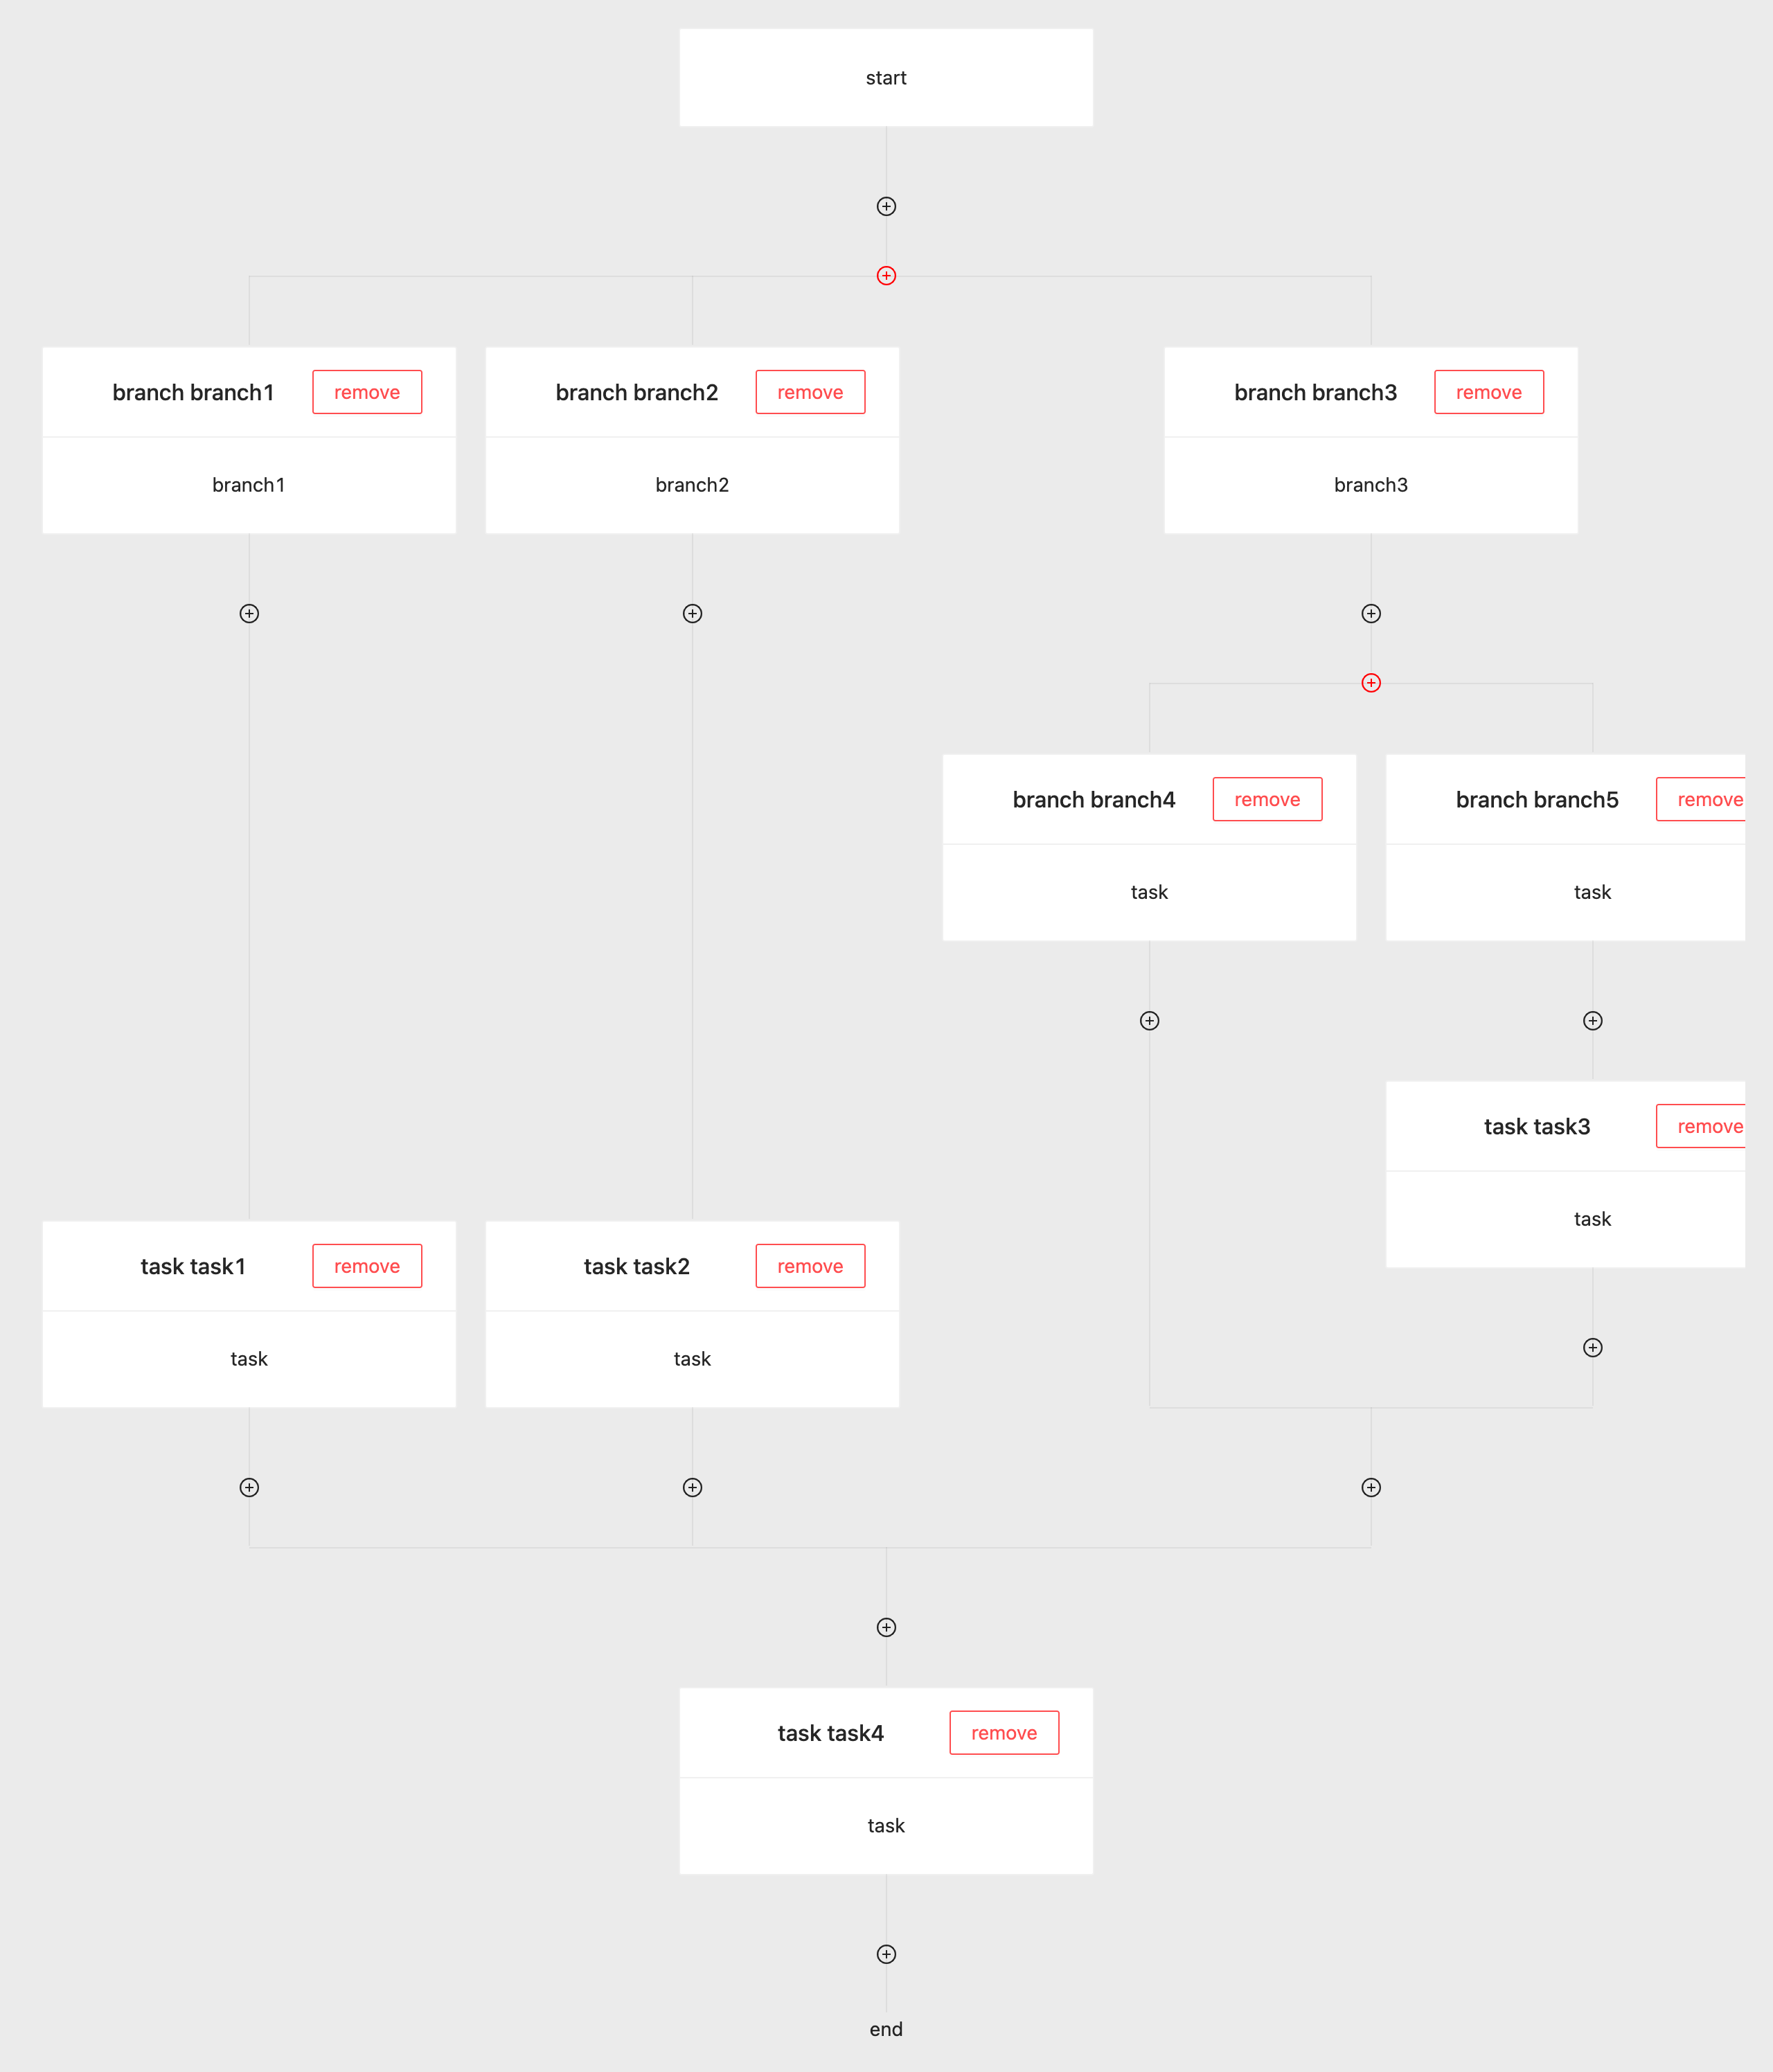 start
branch branch1 remove
branch branch2 remove
branch branch3 remove
branch1
branch2
branch3
branch branch4 remove
branch branch5 remove
task
task
task task3 remove
task
task task1 remove
task task2 remove
task
task
task task4 remove
task
end